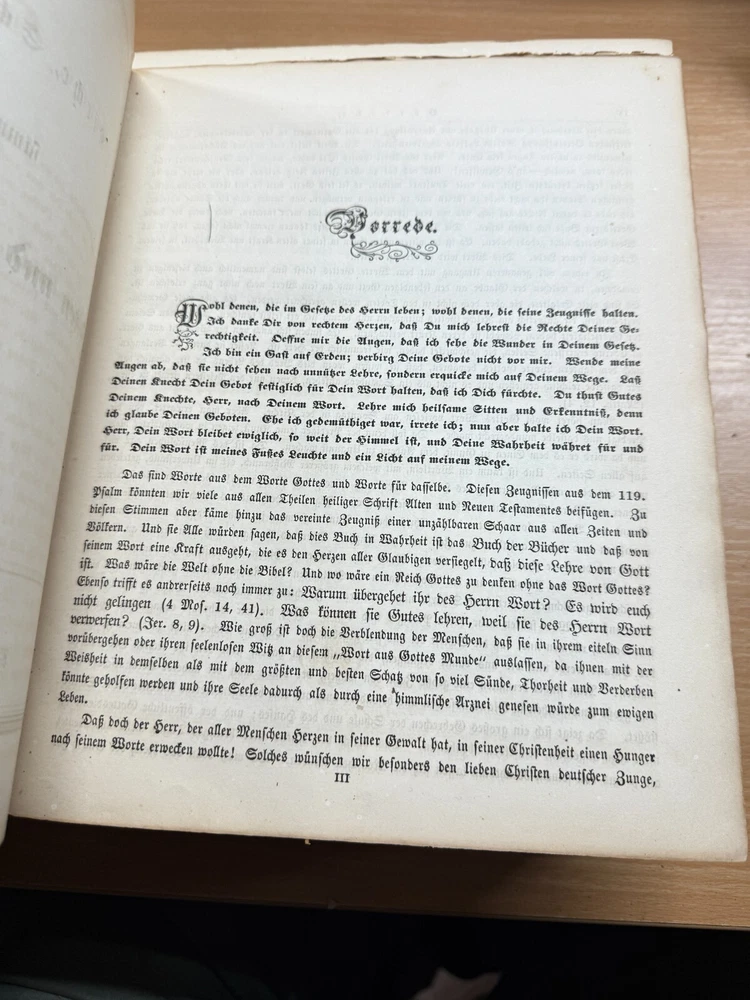 Vorrede.
Wohl denen, die im Gesetze des Herrn leben; wohl denen, die seine Zeugnisse halten.
Ich danke Dir von rechtem Herzen, daß Du mich lehrest die Rechte Deiner Ge-
rechtigkeit. Oeffne mir die Augen, daß ich sehe die Wunder in Deinem Gesetz.
Ich bin ein Gast auf Erden; verbirg Deine Gebote nicht vor mir. Wende meine
Augen ab, daß sie nicht sehen nach unnützer Lehre, sondern erquicke mich auf Deinem Wege. Laß
Deinen Knecht Dein Gebot festiglich für Dein Wort halten, daß ich Dich fürchte. Du thust Gutes
Deinem Knechte, Herr, nach Deinem Wort. Lehre mich heilsame Sitten und Erkenntniß, denn
ich glaube Deinen Geboten. Ehe ich gedemüthiget war, irrete ich; nun aber halte ich Dein Wort.
Herr, Dein Wort bleibet ewiglich, so weit der Himmel ist, und Deine Wahrheit währet für und
für. Dein Wort ist meines Fußes Leuchte und ein Licht auf meinem Wege.
Das sind Worte aus dem Worte Gottes und Worte für dasselbe. Diesen Zeugnissen aus dem 119.
Psalm könnten wir viele aus allen Theilen heiliger Schrift Alten und Neuen Testamentes beifügen. Zu
diesen Stimmen aber käme hinzu das vereinte Zeugniß einer unzählbaren Schaar aus allen Zeiten und
Völkern. Und sie Alle würden sagen, daß dies Buch in Wahrheit ist das Buch der Bücher und daß von
seinem Wort eine Kraft ausgeht, die es den Herzen aller Glaubigen versiegelt, daß diese Lehre von Gott
ist. Was wäre die Welt ohne die Bibel? Und wo wäre ein Reich Gottes zu denken ohne das Wort Gottes?
Ebenso trifft es andrerseits noch immer zu: Warum übergehet ihr des Herrn Wort? Es wird euch
nicht gelingen (4 Mos. 14, 41). Was können sie Gutes lehren, weil sie des Herrn Wort
verwerfen? (Jer. 8, 9). Wie groß ist doch die Verblendung der Menschen, daß sie in ihrem eiteln Sinn
vorübergehen oder ihren seelenlosen Witz an diesem „Wort aus Gottes Munde“ auslassen, da ihnen mit der
Weisheit in demselben als mit dem größten und besten Schatz von so viel Sünde, Thorheit und Verderben
könnte geholfen werden und ihre Seele dadurch als durch eine himmlische Arznei genesen würde zum ewigen
Leben.
Daß doch der Herr, der aller Menschen Herzen in seiner Gewalt hat, in seiner Christenheit einen Hunger
nach seinem Worte erwecken wollte! Solches wünschen wir besonders den lieben Christen deutscher Zunge,
III